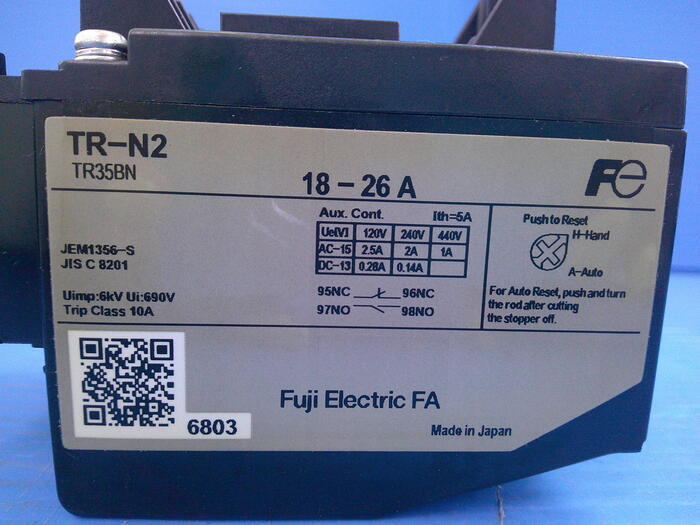 TR-N2
TR35BN
18 - 26 A
Fe
JEM1356-S
JIS C 8201
Uimp:6kV Ui:690V
Trip Class 10A
Aux. Cont. Ith=5A
Ue[V] 120V 240V 440V
AC-15 2.5A 2A 1A
DC-13 0.28A 0.14A
95NC 96NC
97NO 98NO
Push to Reset
H-Hand
A-Auto
For Auto Reset, push and turn
the rod after cutting
the stopper off.
6803
Fuji Electric FA
Made in Japan